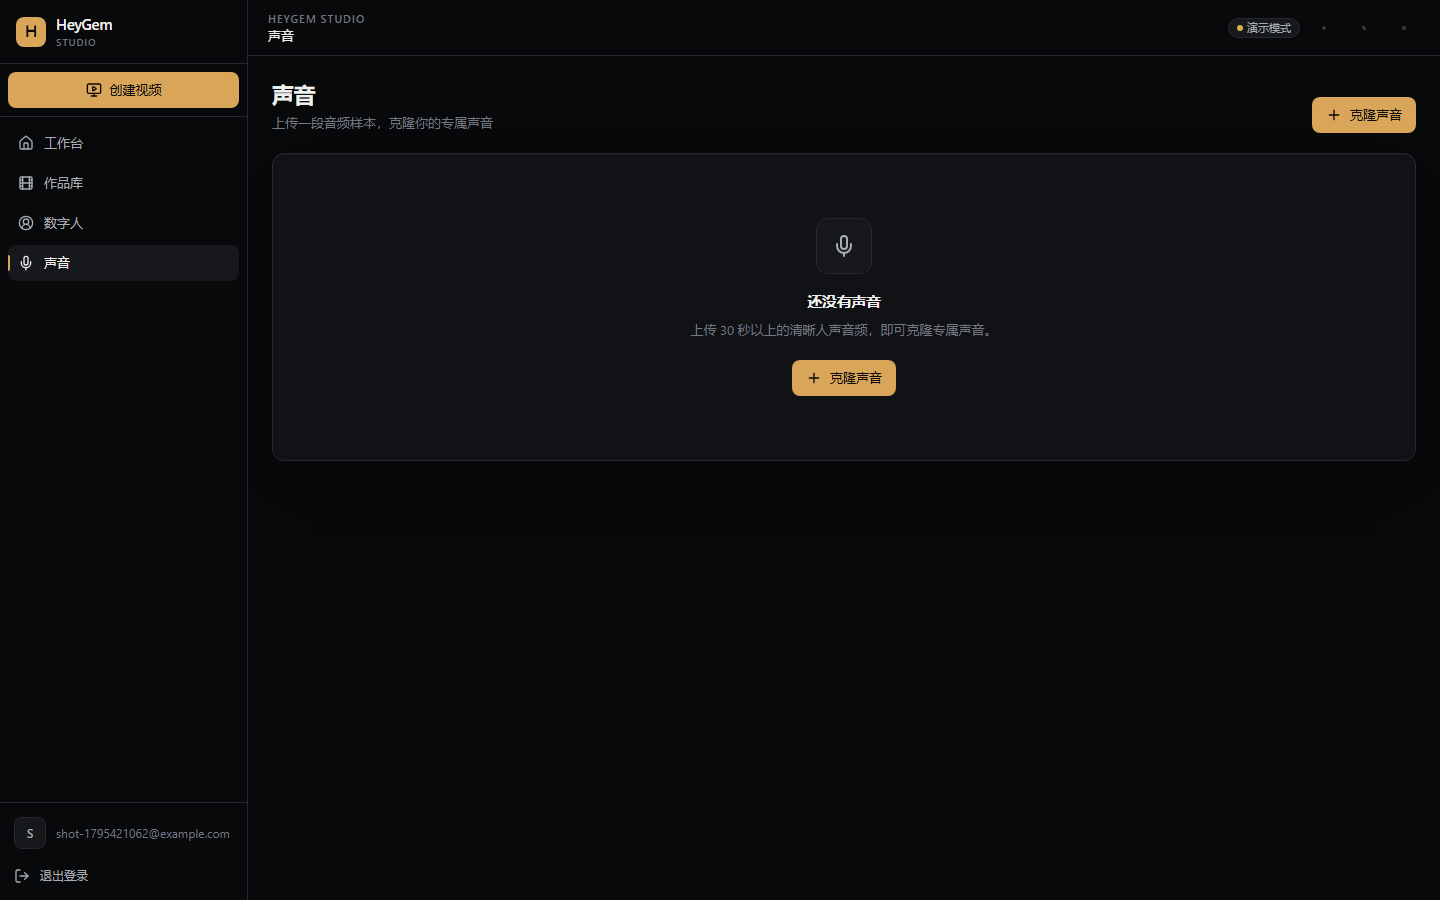 H
HeyGem
STUDIO
创建视频
工作台
作品库
数字人
声音
S
shot-1795421062@example.com
退出登录
HEYGEM STUDIO
声音
演示模式
声音
上传一段音频样本，克隆你的专属声音
克隆声音
还没有声音
上传 30 秒以上的清晰人声音频，即可克隆专属声音。
克隆声音